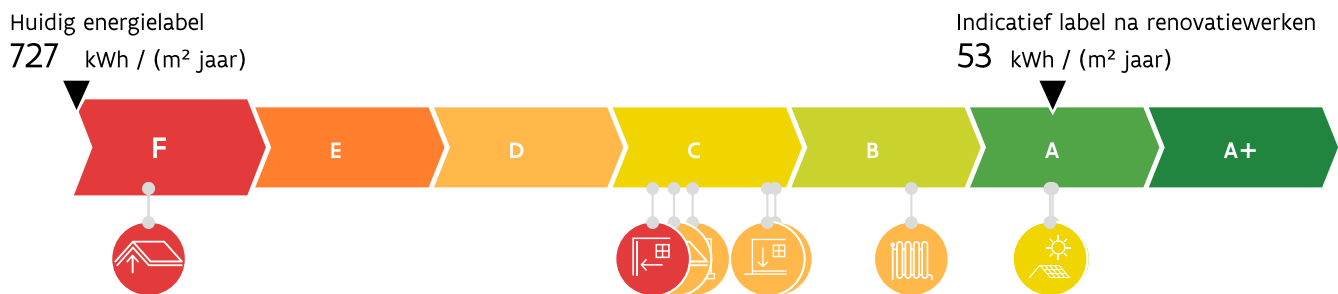 Huidig energielabel
727 kWh / (m² jaar)
Indicatief label na renovatiewerken
53 kWh / (m² jaar)
F E D C B A A+